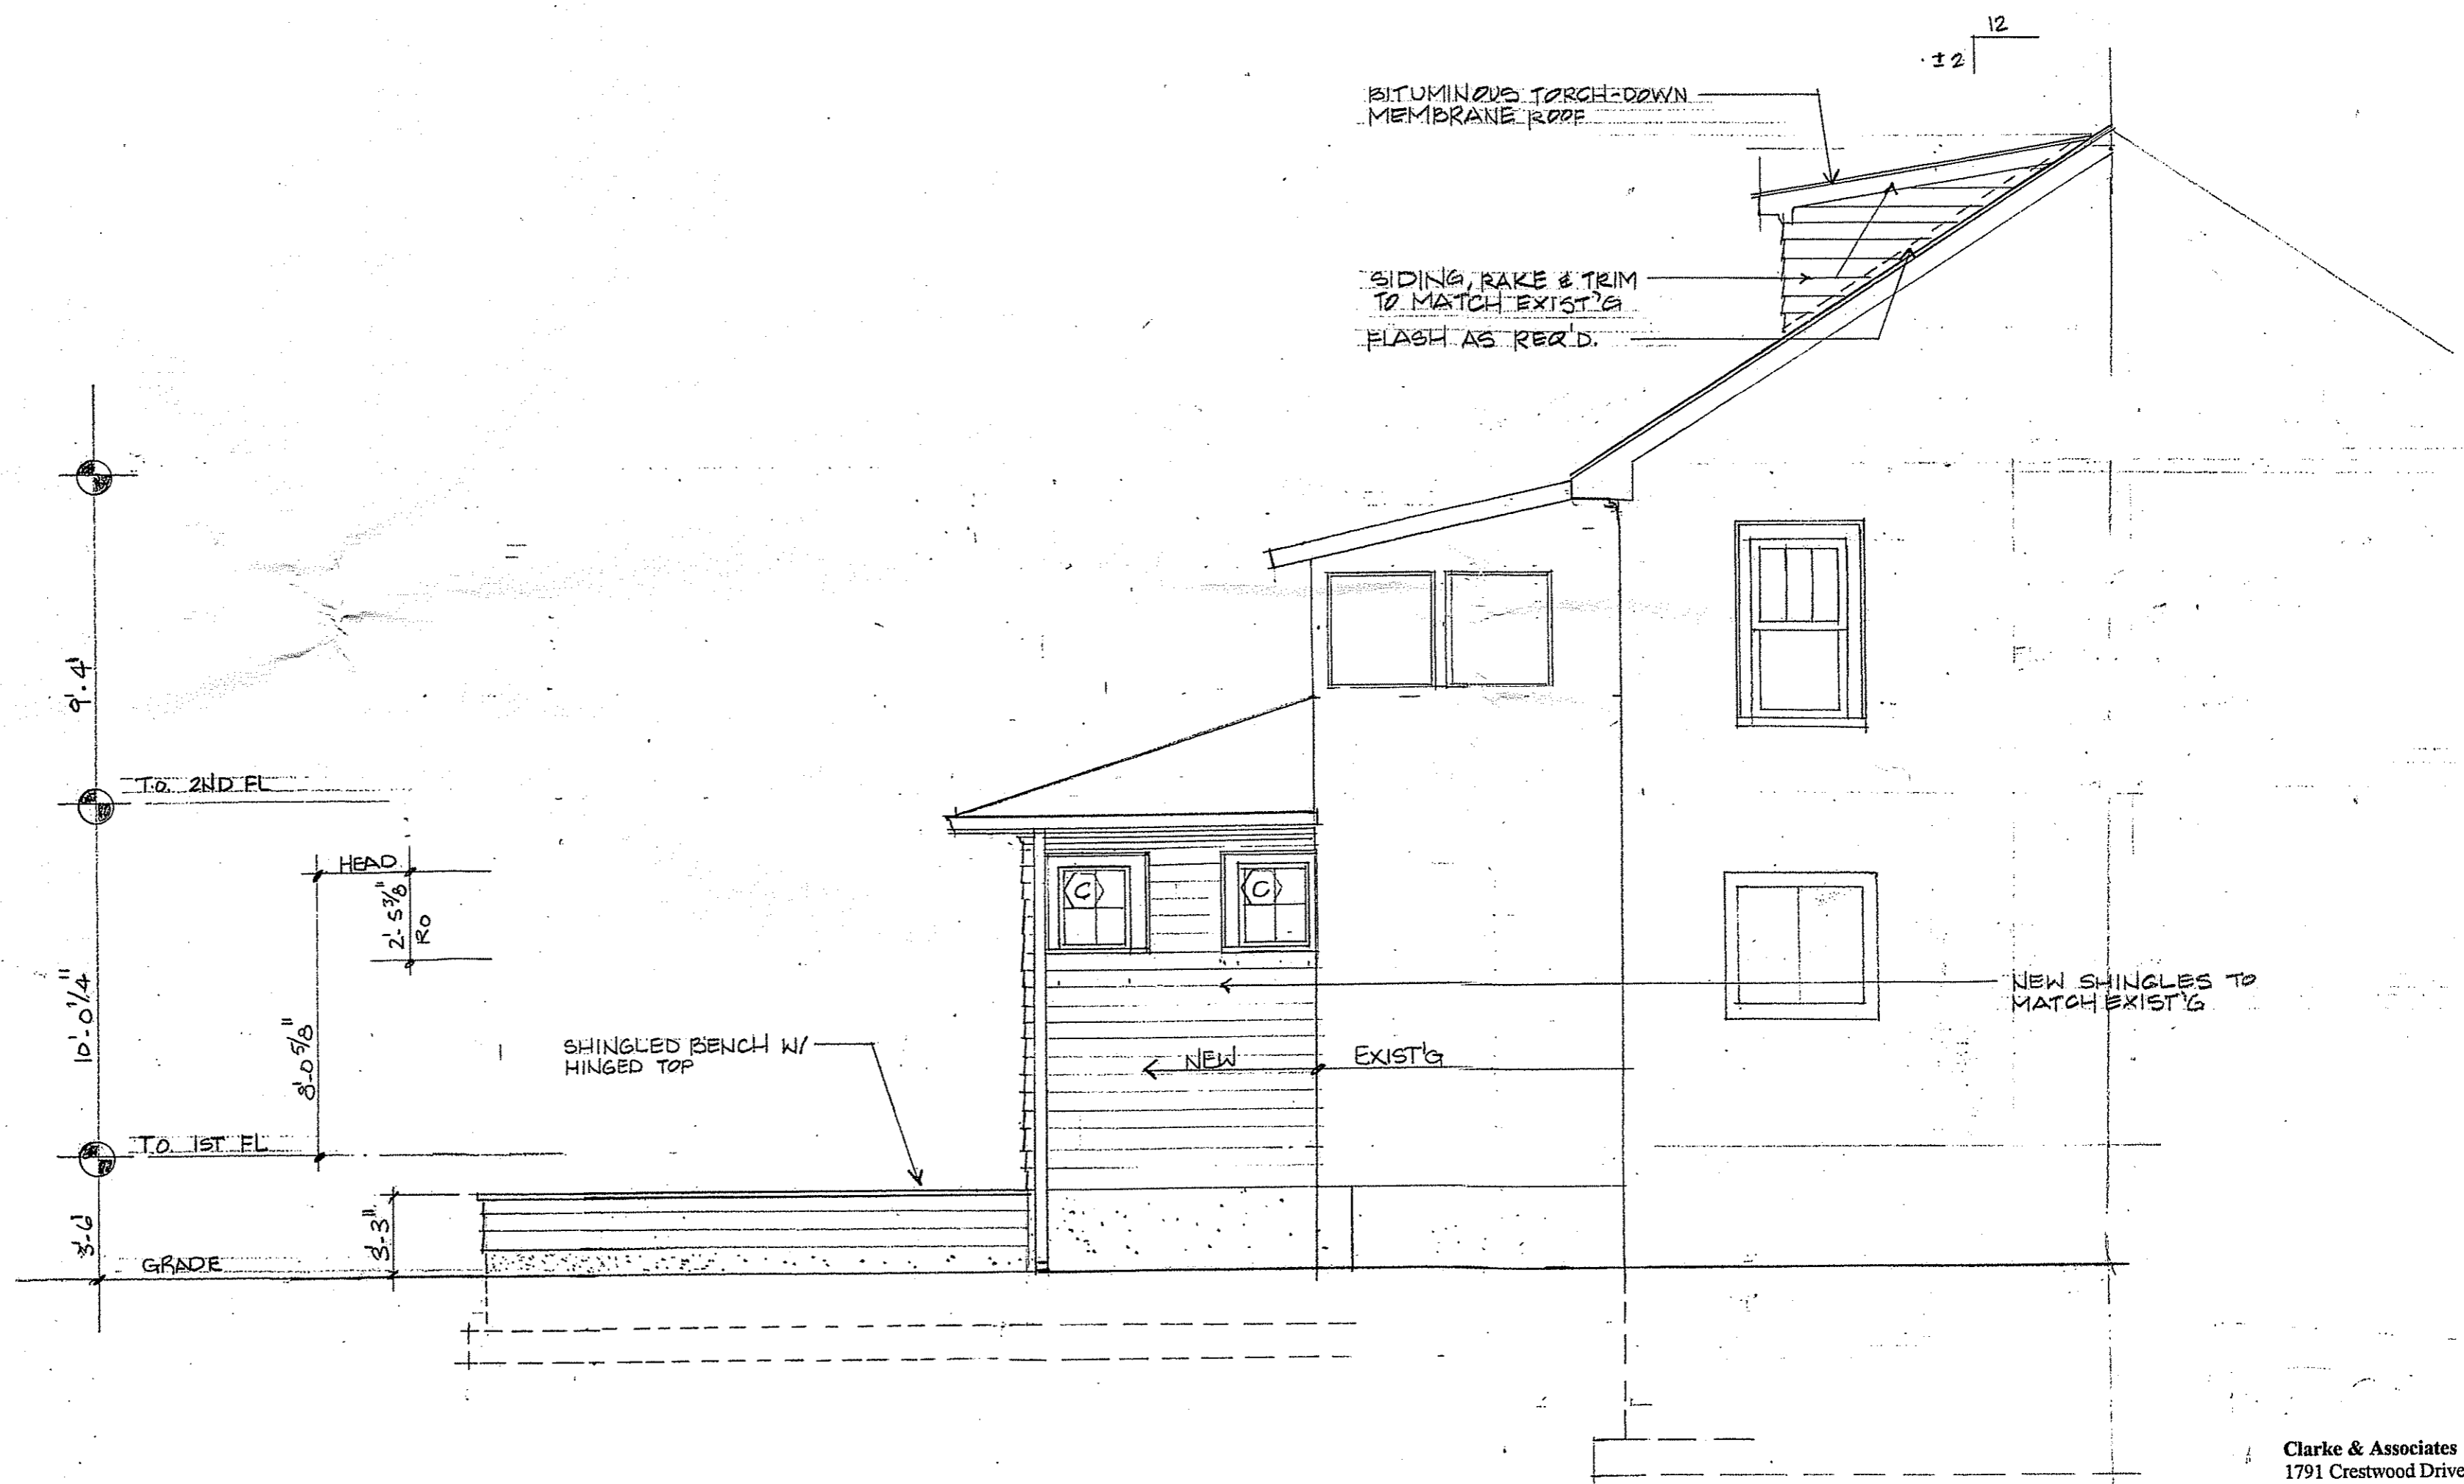 12
±2
BITUMINOUS TORCH-DOWN
MEMBRANE ROOF
SIDING, RAKE & TRIM
TO MATCH EXIST'G
FLASH AS REQ'D.
9'-4"
T.O. 2ND FL
HEAD
2'-5 3/8"
RO
10'-0 1/4"
8'-0 5/8"
C
C
NEW SHINGLES TO
MATCH EXIST'G
SHINGLED BENCH W/
HINGED TOP
NEW
EXIST'G
T.O. 1ST FL
3'-6"
3'-3"
GRADE
Clarke & Associates
1791 Crestwood Drive